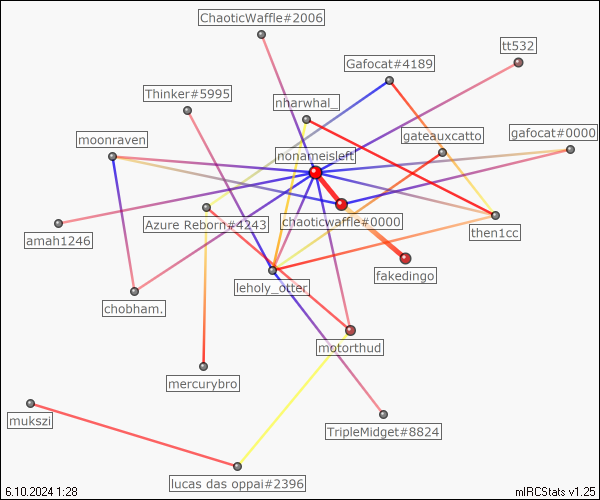 ChaoticWaffle#2006
tt532
Gafocat#4189
Thinker#5995
nharwhal_
gafocat#0000
gateauxcatto
moonraven
nonameisleft
chaoticwaffle#0000
Azure Reborn#4243
then1cc
amah1246
fakedingo
leholy_otter
chobham.
motorthud
mercurybro
mukszi
TripleMidget#8824
lucas das oppai#2396
6.10.2024 1:28
mIRCStats v1.25